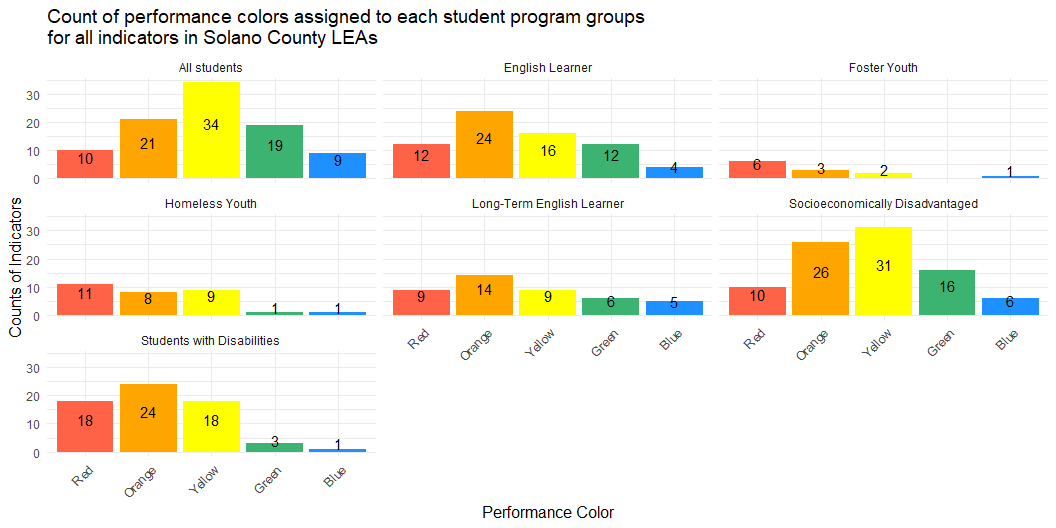 Count of performance colors assigned to each student program groups
for all indicators in Solano County LEAs
All students
English Learner
Foster Youth
30
20
10
0
10
21
34
19
9
12
24
16
12
4
6
3
2
1
Homeless Youth
Long-Term English Learner
Socioeconomically Disadvantaged
Counts of Indicators
30
20
10
0
11
8
9
1
1
9
14
9
6
5
10
26
31
16
6
Red
Orange
Yellow
Green
Blue
Red
Orange
Yellow
Green
Blue
Students with Disabilities
30
20
10
0
18
24
18
3
1
Red
Orange
Yellow
Green
Blue
Performance Color